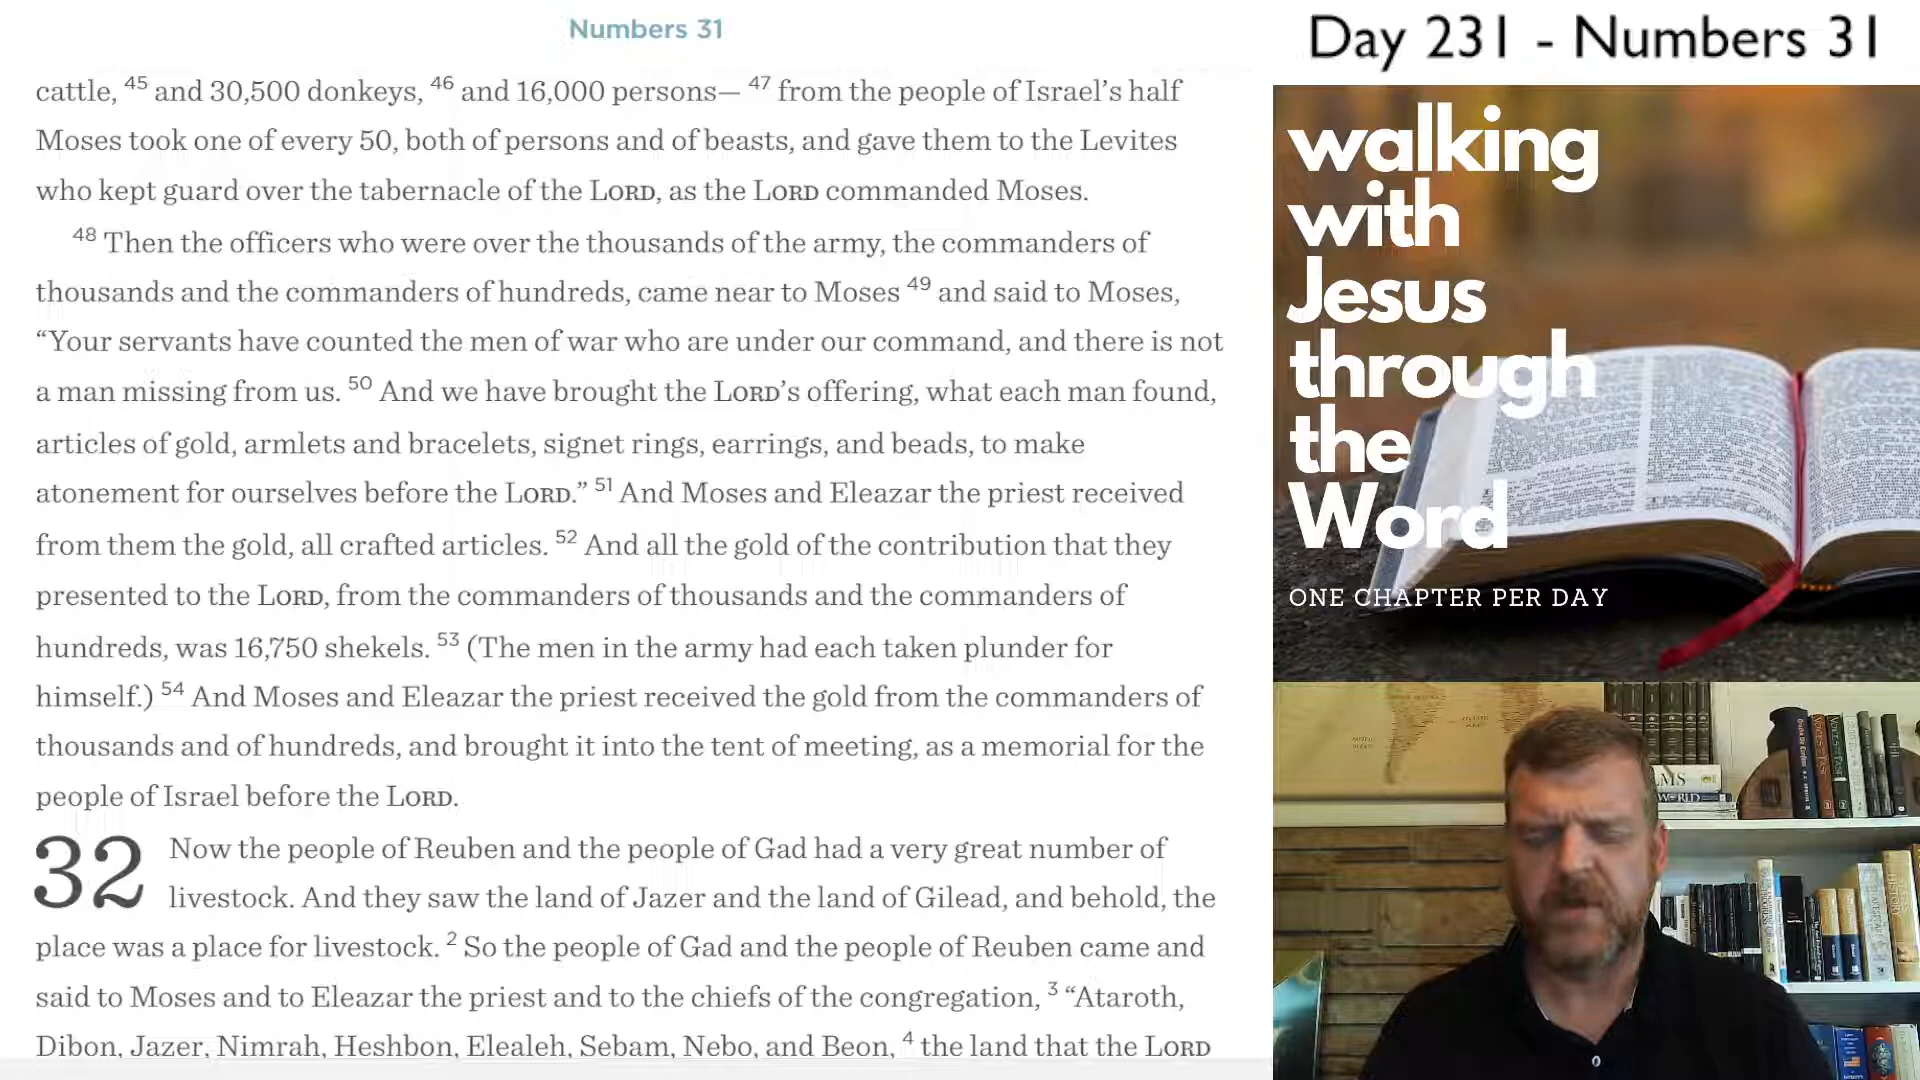 Numbers 31
cattle, 45 and 30,500 donkeys, 46 and 16,000 persons— 47 from the people of Israel’s half
Moses took one of every 50, both of persons and of beasts, and gave them to the Levites
who kept guard over the tabernacle of the LORD, as the LORD commanded Moses.
48 Then the officers who were over the thousands of the army, the commanders of
thousands and the commanders of hundreds, came near to Moses 49 and said to Moses,
“Your servants have counted the men of war who are under our command, and there is not
a man missing from us. 50 And we have brought the LORD’s offering, what each man found,
articles of gold, armlets and bracelets, signet rings, earrings, and beads, to make
atonement for ourselves before the LORD.” 51 And Moses and Eleazar the priest received
from them the gold, all crafted articles. 52 And all the gold of the contribution that they
presented to the LORD, from the commanders of thousands and the commanders of
hundreds, was 16,750 shekels. 53 (The men in the army had each taken plunder for
himself.) 54 And Moses and Eleazar the priest received the gold from the commanders of
thousands and of hundreds, and brought it into the tent of meeting, as a memorial for the
people of Israel before the LORD.
32 Now the people of Reuben and the people of Gad had a very great number of
livestock. And they saw the land of Jazer and the land of Gilead, and behold, the
place was a place for livestock. 2 So the people of Gad and the people of Reuben came and
said to Moses and to Eleazar the priest and to the chiefs of the congregation, 3 “Ataroth,
Dibon, Jazer, Nimrah, Heshbon, Elealeh, Sebam, Nebo, and Beon, 4 the land that the LORD
Day 231 - Numbers 31
walking
with
Jesus
through
the
Word
ONE CHAPTER PER DAY